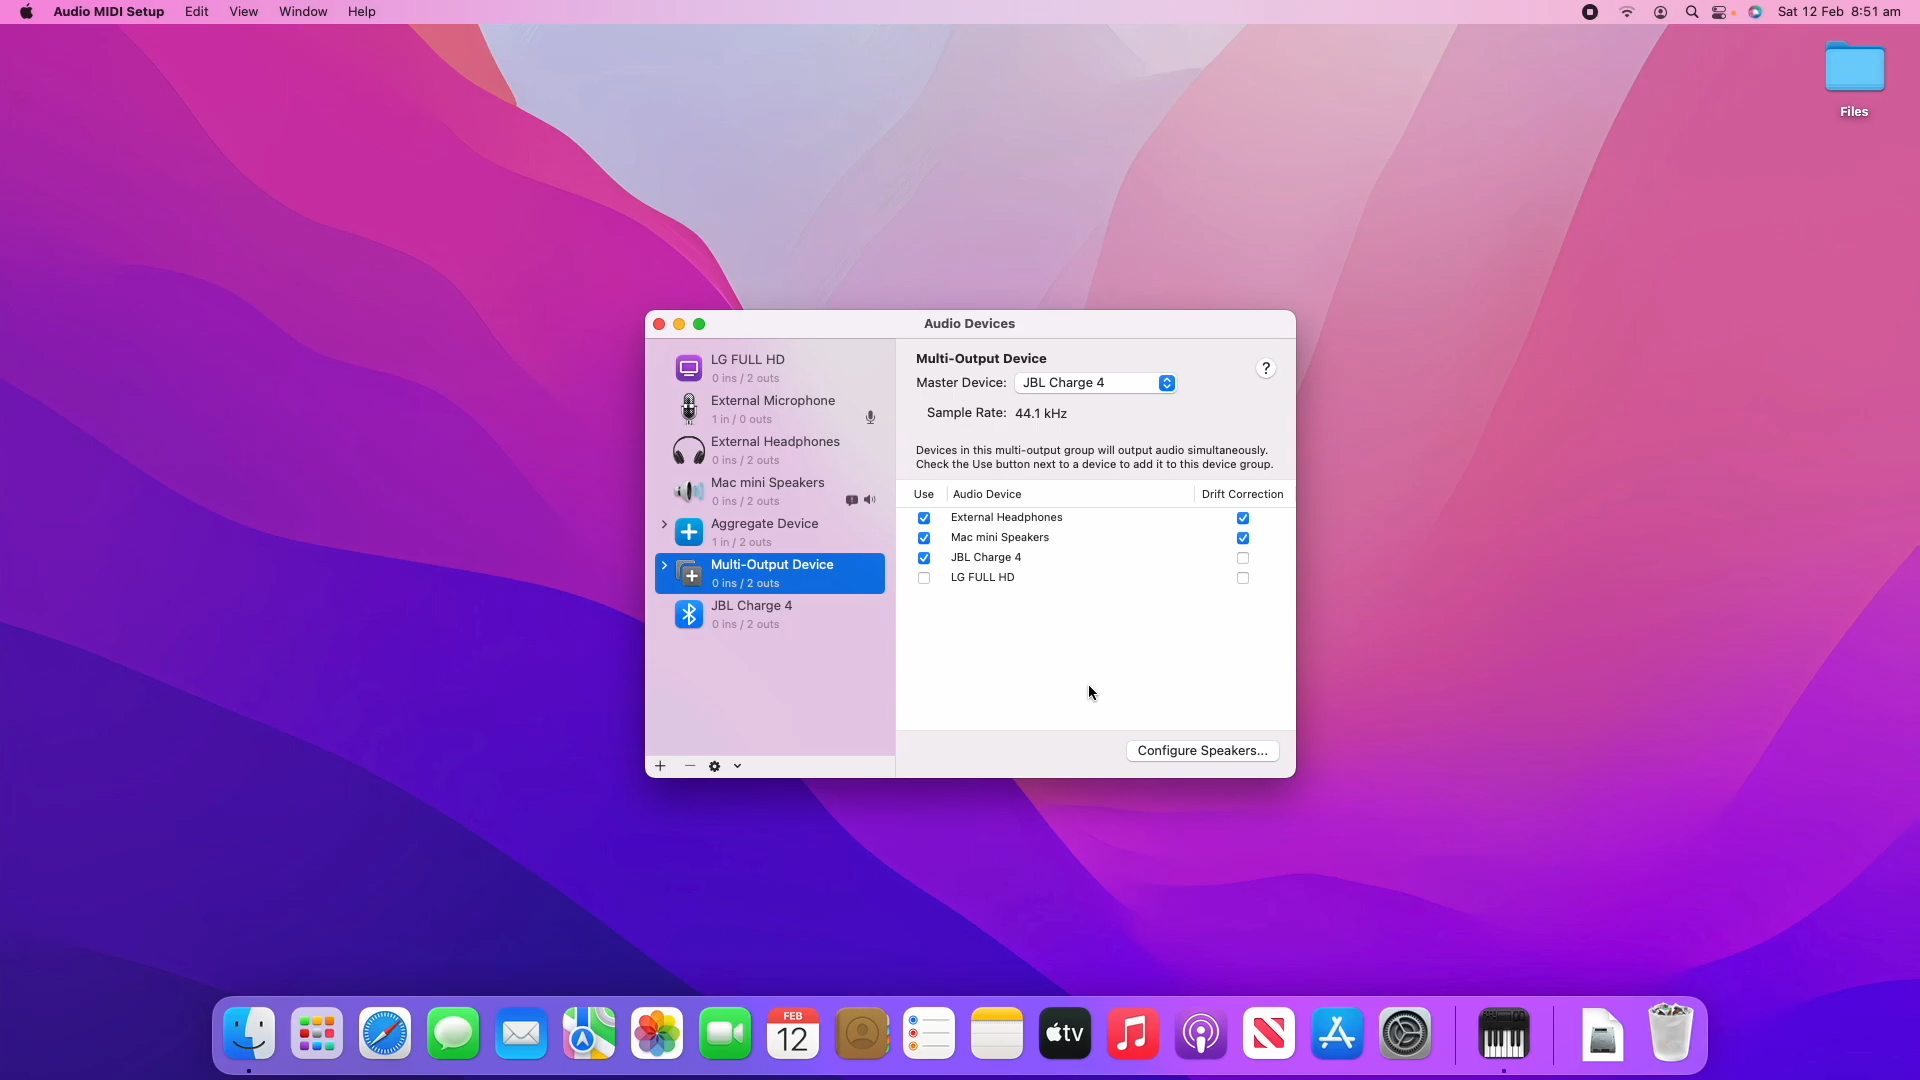 Audio MIDI Setup Edit View Window Help Sat 12 Feb 8:51 am
Files
Audio Devices
LG FULL HD
0 ins / 2 outs
External Microphone
1 in / 0 outs
External Headphones
0 ins / 2 outs
Mac mini Speakers
0 ins / 2 outs
Aggregate Device
1 in / 2 outs
Multi-Output Device
0 ins / 2 outs
JBL Charge 4
0 ins / 2 outs
Multi-Output Device
?
Master Device: JBL Charge 4
Sample Rate: 44.1 kHz
Devices in this multi-output group will output audio simultaneously.
Check the Use button next to a device to add it to this device group.
Use Audio Device Drift Correction
External Headphones
Mac mini Speakers
JBL Charge 4
LG FULL HD
Configure Speakers...
FEB
12
tv